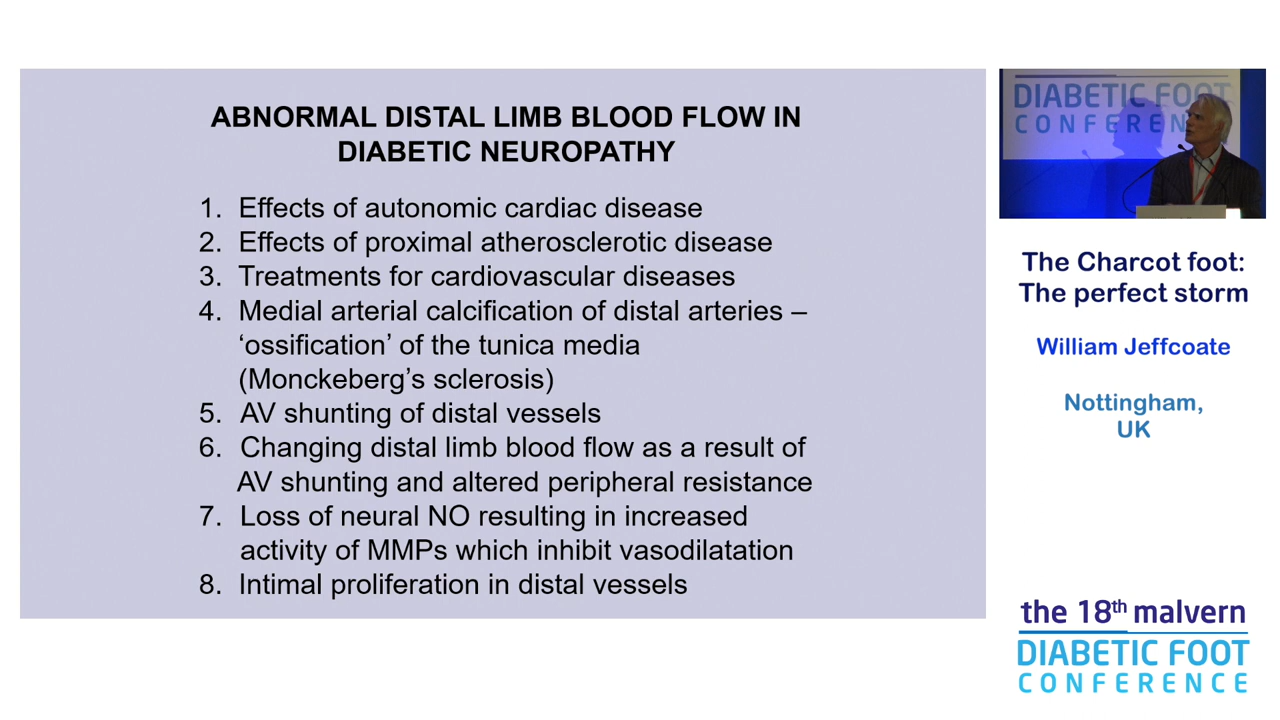 ABNORMAL DISTAL LIMB BLOOD FLOW IN
DIABETIC NEUROPATHY
1. Effects of autonomic cardiac disease
2. Effects of proximal atherosclerotic disease
3. Treatments for cardiovascular diseases
4. Medial arterial calcification of distal arteries –
‘ossification’ of the tunica media
(Monckeberg’s sclerosis)
5. AV shunting of distal vessels
6. Changing distal limb blood flow as a result of
AV shunting and altered peripheral resistance
7. Loss of neural NO resulting in increased
activity of MMPs which inhibit vasodilatation
8. Intimal proliferation in distal vessels
DIABETIC FOOT
CONFEREN
The Charcot foot:
The perfect storm
William Jeffcoate
Nottingham,
UK
the 18th malvern
DIABETIC FOOT
CONFERENCE